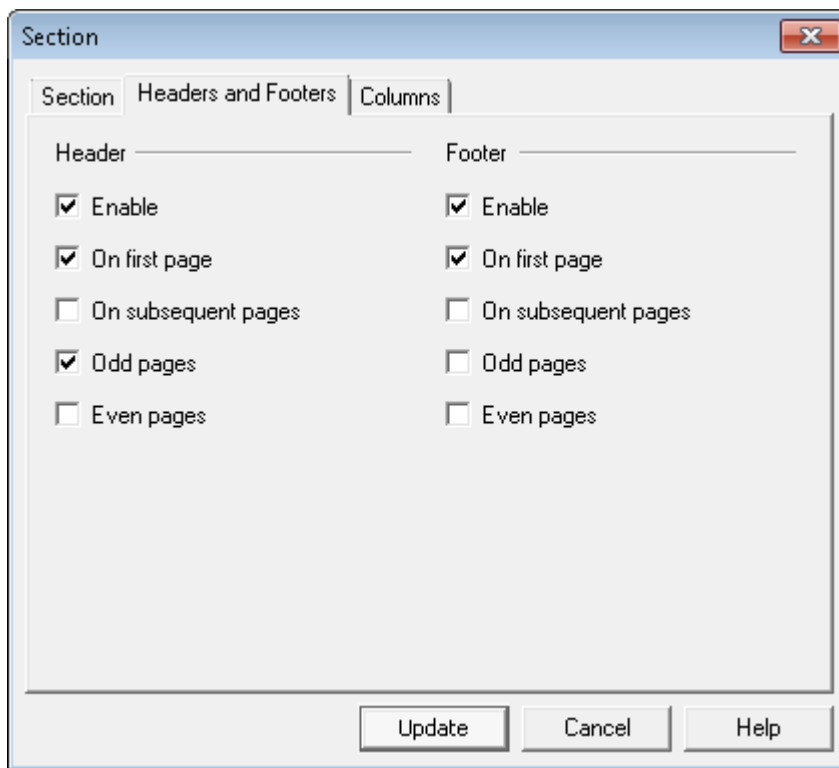 Section
Section Headers and Footers Columns
Header Footer
Enable Enable
On first page On first page
On subsequent pages On subsequent pages
Odd pages Odd pages
Even pages Even pages
Update Cancel Help